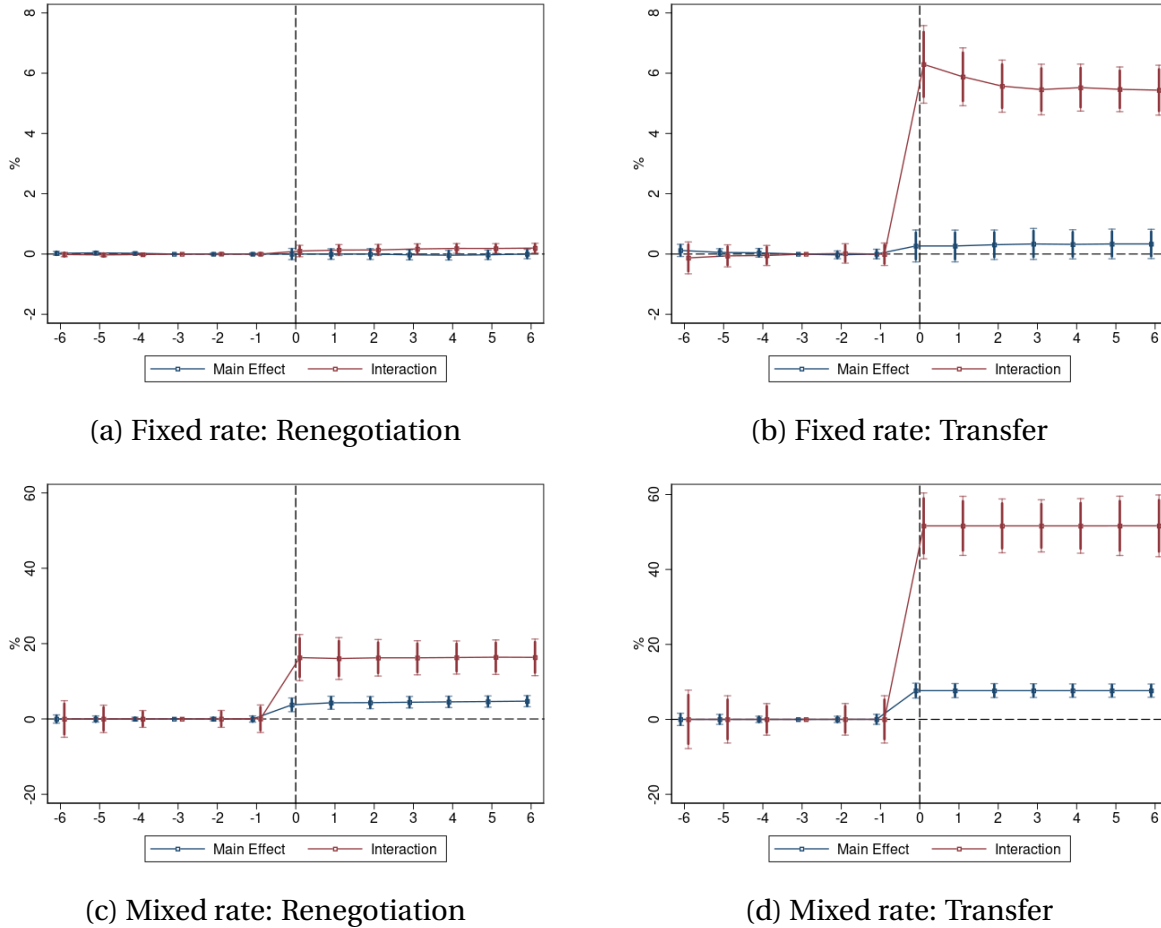 8
6
4
2
0
-2
%
-6 -5 -4 -3 -2 -1 0 1 2 3 4 5 6
Main Effect Interaction
(a) Fixed rate: Renegotiation
8
6
4
2
0
-2
%
-6 -5 -4 -3 -2 -1 0 1 2 3 4 5 6
Main Effect Interaction
(b) Fixed rate: Transfer
60
40
20
0
-20
%
-6 -5 -4 -3 -2 -1 0 1 2 3 4 5 6
Main Effect Interaction
(c) Mixed rate: Renegotiation
60
40
20
0
-20
%
-6 -5 -4 -3 -2 -1 0 1 2 3 4 5 6
Main Effect Interaction
(d) Mixed rate: Transfer